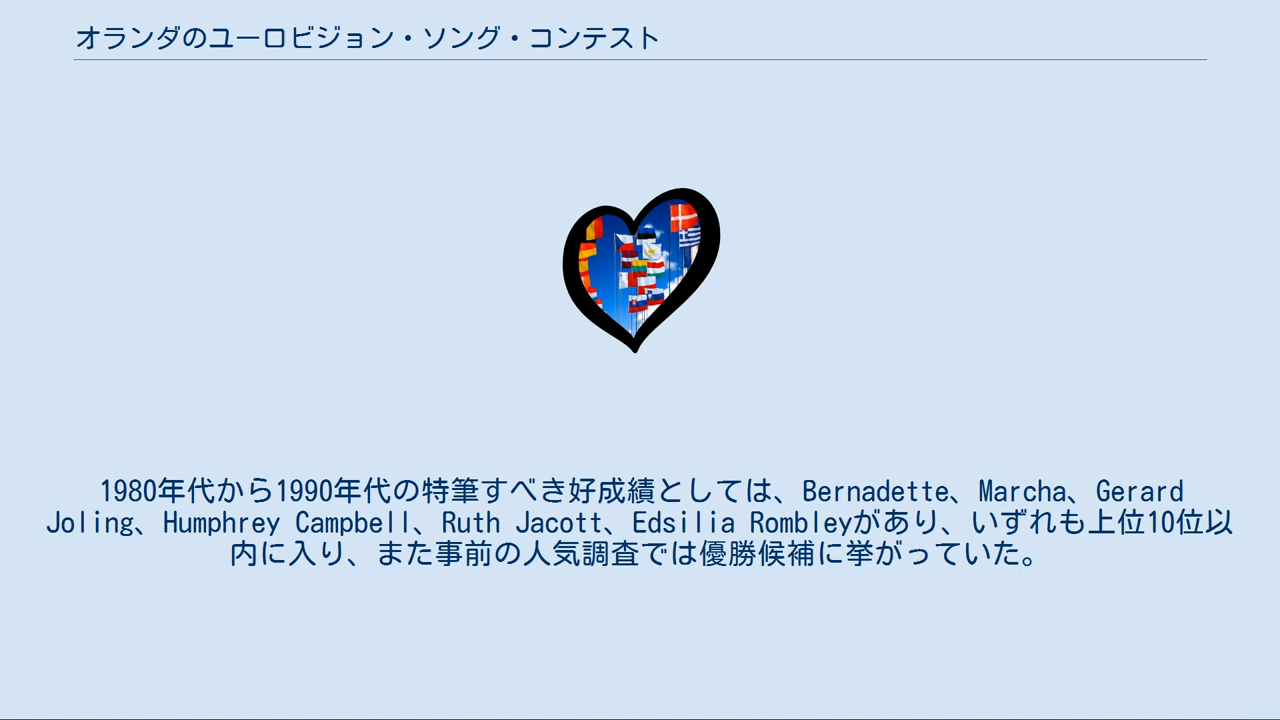 オランダのユーロビジョン・ソング・コンテスト
1980年代から1990年代の特筆すべき好成績としては、Bernadette、Marcha、Gerard
Joling、Humphrey Campbell、Ruth Jacott、Edsilia Rombleyがあり、いずれも上位10位以
内に入り、また事前の人気調査では優勝候補に挙がっていた。